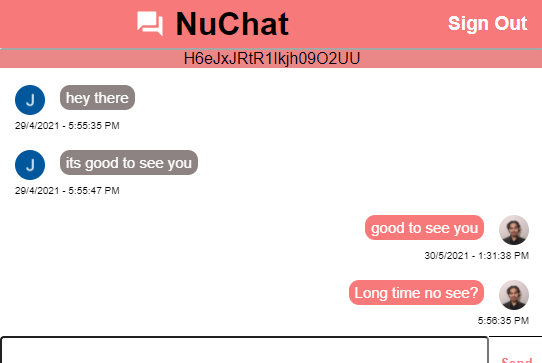 NuChat
Sign Out
H6eJxJRtR1lkjh09O2UU
J
hey there
29/4/2021 - 5:55:35 PM
J
its good to see you
29/4/2021 - 5:55:47 PM
good to see you
30/5/2021 - 1:31:38 PM
Long time no see?
5:56:35 PM
Send